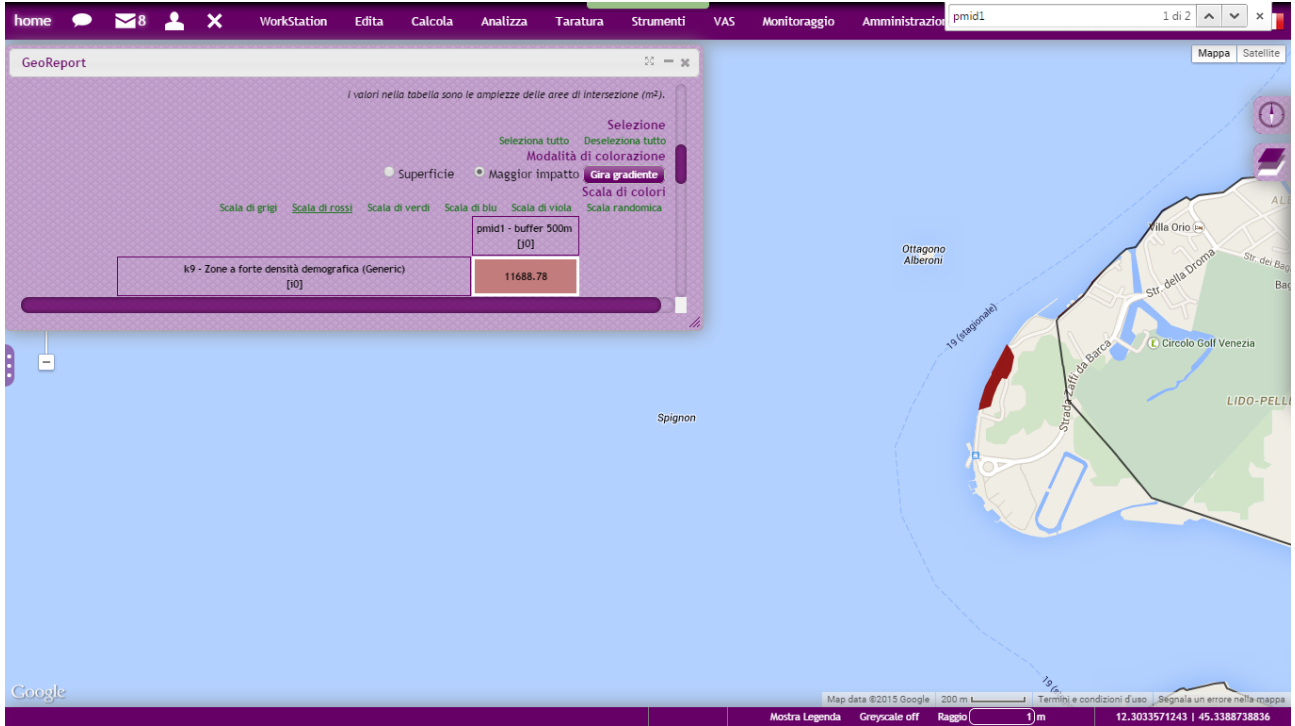 home 8 WorkStation Edita Calcola Analizza Taratura Strumenti VAS Monitoraggio Amministrazion
pmid1 1 di 2
Mappa Satellite
GeoReport
I valori nella tabella sono le ampiezze delle aree di intersezione (m²).
Selezione
Seleziona tutto Deseleziona tutto
Modalità di colorazione
Superficie Maggior impatto Gira gradiente
Scala di colori
Scala di grigi Scala di rossi Scala di verdi Scala di blu Scala di viola Scala randomica
pmid1 - buffer 500m
[j0]
k9 - Zone a forte densità demografica (Generic)
[i0]
11688.78
Villa Orio
Ottagono
Alberoni
Str. della Droma
Str. dei Bag
Bag
19 (stagionale)
Strada Zaffi da Barca
Circolo Golf Venezia
LIDO-PELLE
Spignon
Google
Map data ©2015 Google 200 m Termini e condizioni d'uso Segnala un errore nella mappa
Mostra Legenda Greyscale off Raggio 1 m 12.3033571243 | 45.3388738836